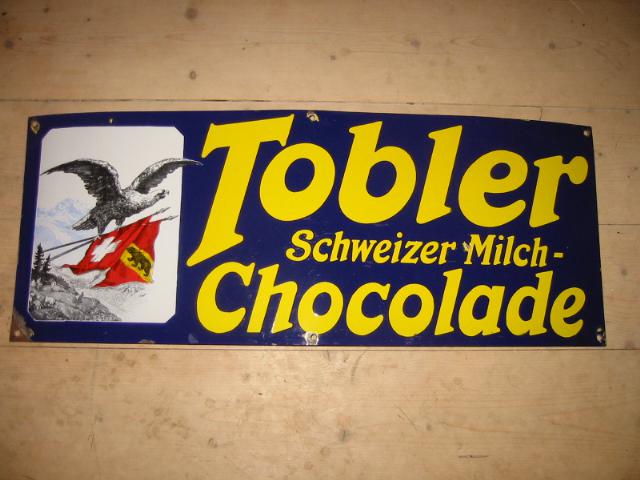 Tobler
Schweizer Milch-
Chocolade